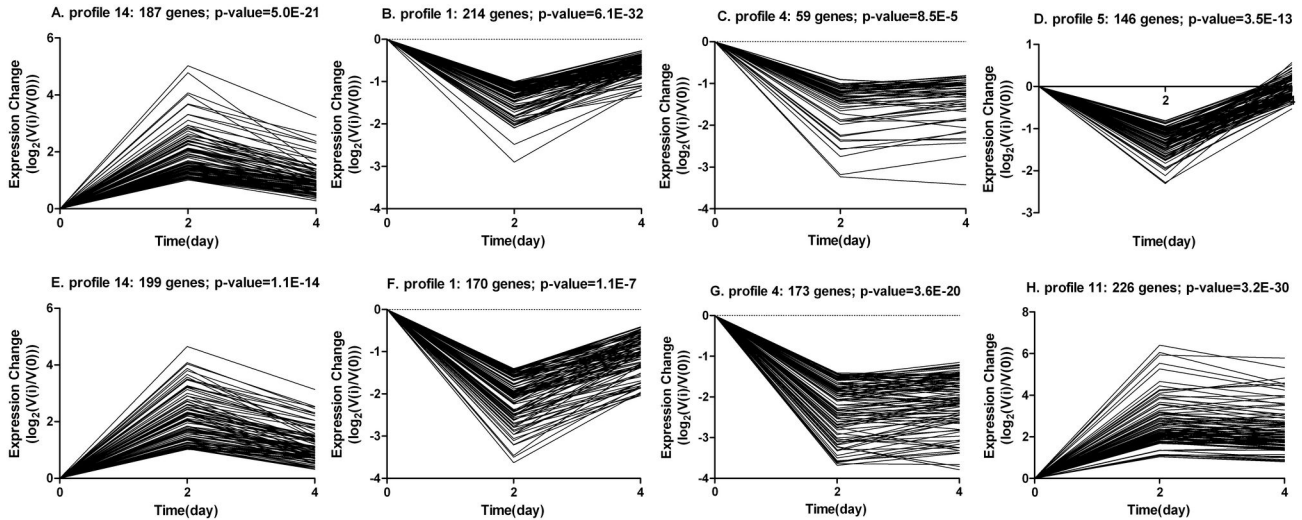 A. profile 14: 187 genes; p-value=5.0E-21
Expression Change
(log₂(V(i)/V(0)))
6
4
2
0
0
2
4
Time(day)
B. profile 1: 214 genes; p-value=6.1E-32
Expression Change
(log₂(V(i)/V(0)))
0
-1
-2
-3
-4
0
2
4
Time(day)
C. profile 4: 59 genes; p-value=8.5E-5
Expression Change
(log₂(V(i)/V(0)))
0
-1
-2
-3
-4
0
2
4
Time(day)
D. profile 5: 146 genes; p-value=3.5E-13
Expression Change
(log₂(V(i)/V(0)))
1
0
-1
-2
-3
2
4
Time(day)
E. profile 14: 199 genes; p-value=1.1E-14
Expression Change
(log₂(V(i)/V(0)))
6
4
2
0
0
2
4
Time(day)
F. profile 1: 170 genes; p-value=1.1E-7
Expression Change
(log₂(V(i)/V(0)))
0
-1
-2
-3
-4
0
2
4
Time(day)
G. profile 4: 173 genes; p-value=3.6E-20
Expression Change
(log₂(V(i)/V(0)))
0
-1
-2
-3
-4
0
2
4
Time(day)
H. profile 11: 226 genes; p-value=3.2E-30
Expression Change
(log₂(V(i)/V(0)))
8
6
4
2
0
0
2
4
Time(day)